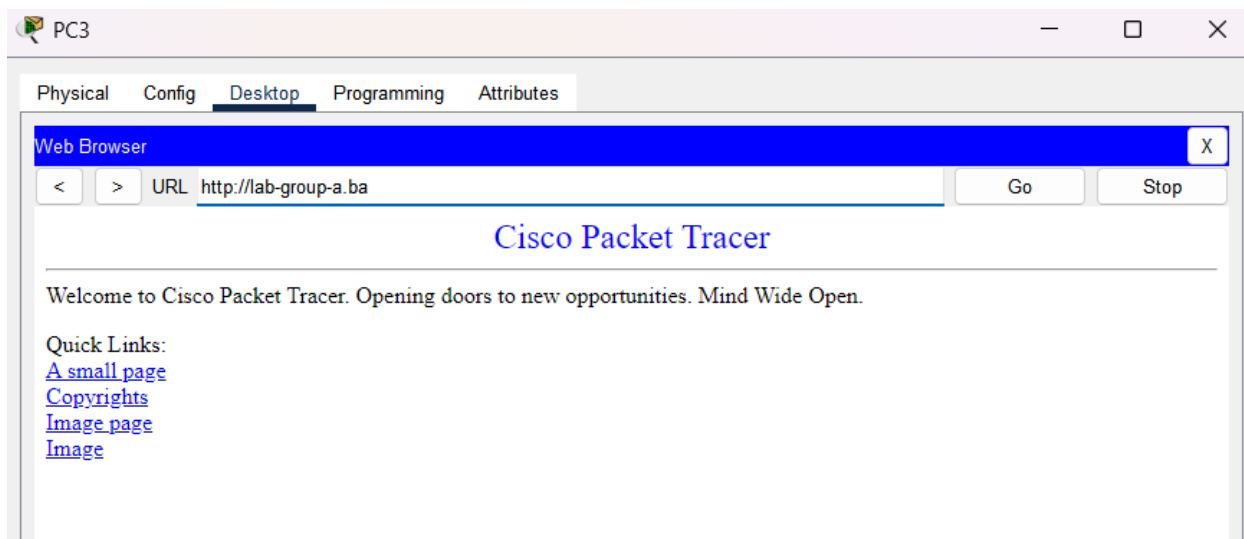 PC3
Physical Config Desktop Programming Attributes
Web Browser X
< > URL http://lab-group-a.ba Go Stop
Cisco Packet Tracer
Welcome to Cisco Packet Tracer. Opening doors to new opportunities. Mind Wide Open.
Quick Links:
A small page
Copyrights
Image page
Image